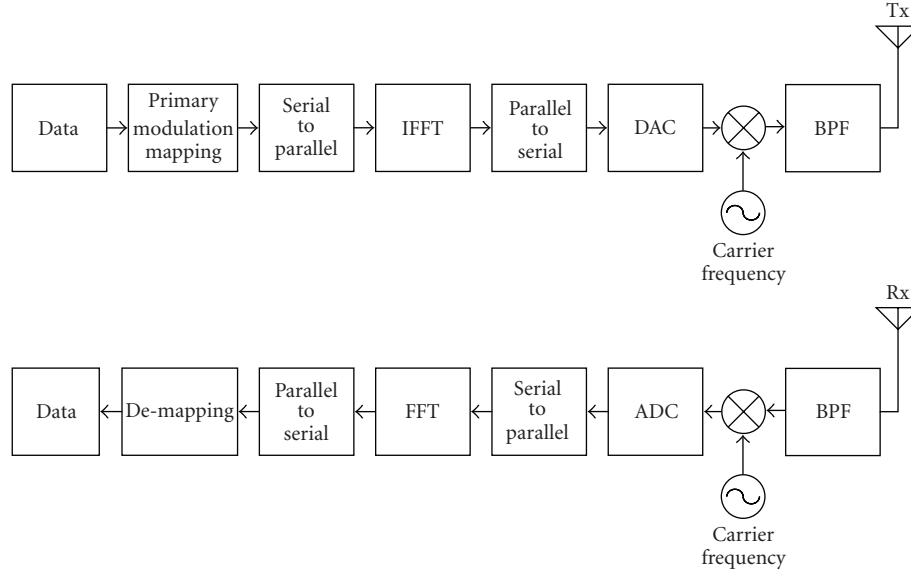 Tx
Data
Primary
modulation
mapping
Serial
to
parallel
IFFT
Parallel
to
serial
DAC
BPF
Carrier
frequency
Rx
Data
De-mapping
Parallel
to
serial
FFT
Serial
to
parallel
ADC
BPF
Carrier
frequency